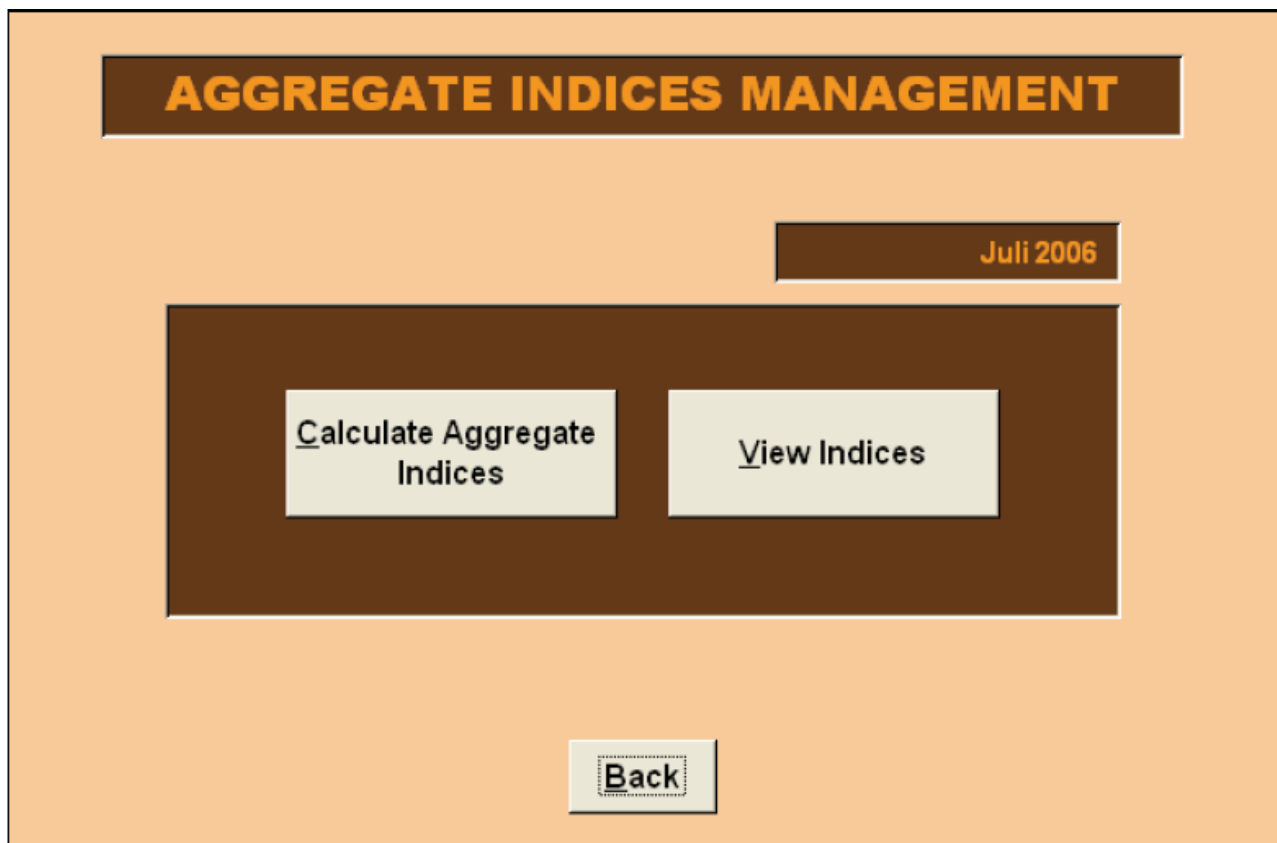 AGGREGATE INDICES MANAGEMENT
Juli 2006
Calculate Aggregate
Indices
View Indices
Back